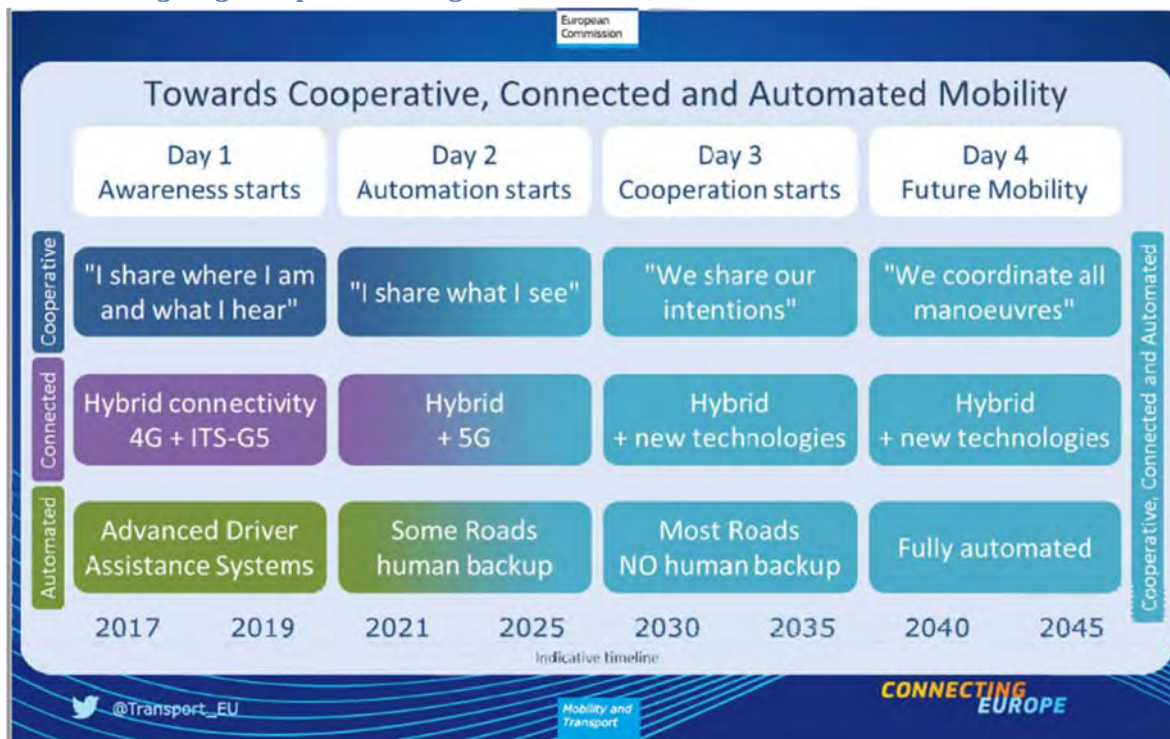 European
Commission
Towards Cooperative, Connected and Automated Mobility
Day 1
Awareness starts
Day 2
Automation starts
Day 3
Cooperation starts
Day 4
Future Mobility
Cooperative
"I share where I am
and what I hear"
"I share what I see"
"We share our
intentions"
"We coordinate all
manoeuvres"
Connected
Hybrid connectivity
4G + ITS-G5
Hybrid
+ 5G
Hybrid
+ new technologies
Hybrid
+ new technologies
Automated
Advanced Driver
Assistance Systems
Some Roads
human backup
Most Roads
NO human backup
Fully automated
Cooperative, Connected and Automated
2017 2019 2021 2025 2030 2035 2040 2045
Indicative timeline
@Transport_EU
Mobility and
Transport
CONNECTING
EUROPE